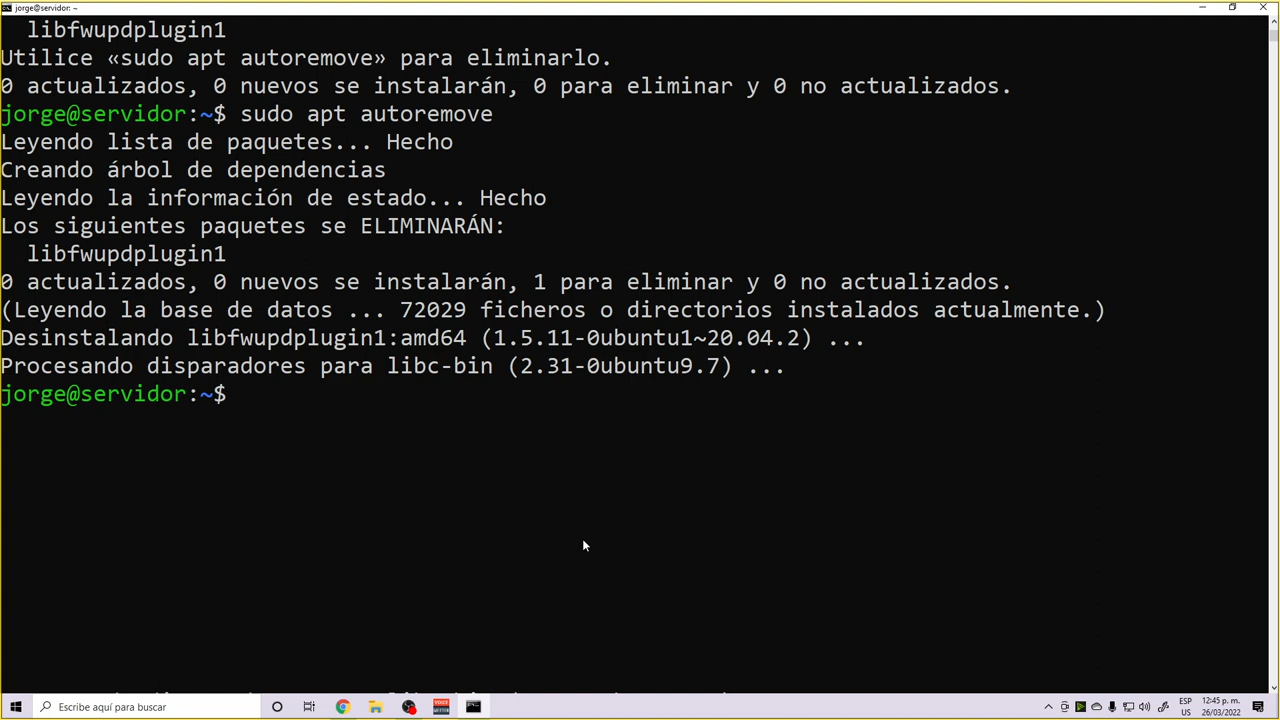 jorge@servidor: ~
libfwupdplugin1
Utilice «sudo apt autoremove» para eliminarlo.
0 actualizados, 0 nuevos se instalarán, 0 para eliminar y 0 no actualizados.
jorge@servidor:~$ sudo apt autoremove
Leyendo lista de paquetes... Hecho
Creando árbol de dependencias
Leyendo la información de estado... Hecho
Los siguientes paquetes se ELIMINARÁN:
libfwupdplugin1
0 actualizados, 0 nuevos se instalarán, 1 para eliminar y 0 no actualizados.
(Leyendo la base de datos ... 72029 ficheros o directorios instalados actualmente.)
Desinstalando libfwupdplugin1:amd64 (1.5.11-0ubuntu1~20.04.2) ...
Procesando disparadores para libc-bin (2.31-0ubuntu9.7) ...
jorge@servidor:~$
Escribe aquí para buscar
ESP
US
12:45 p. m.
26/03/2022